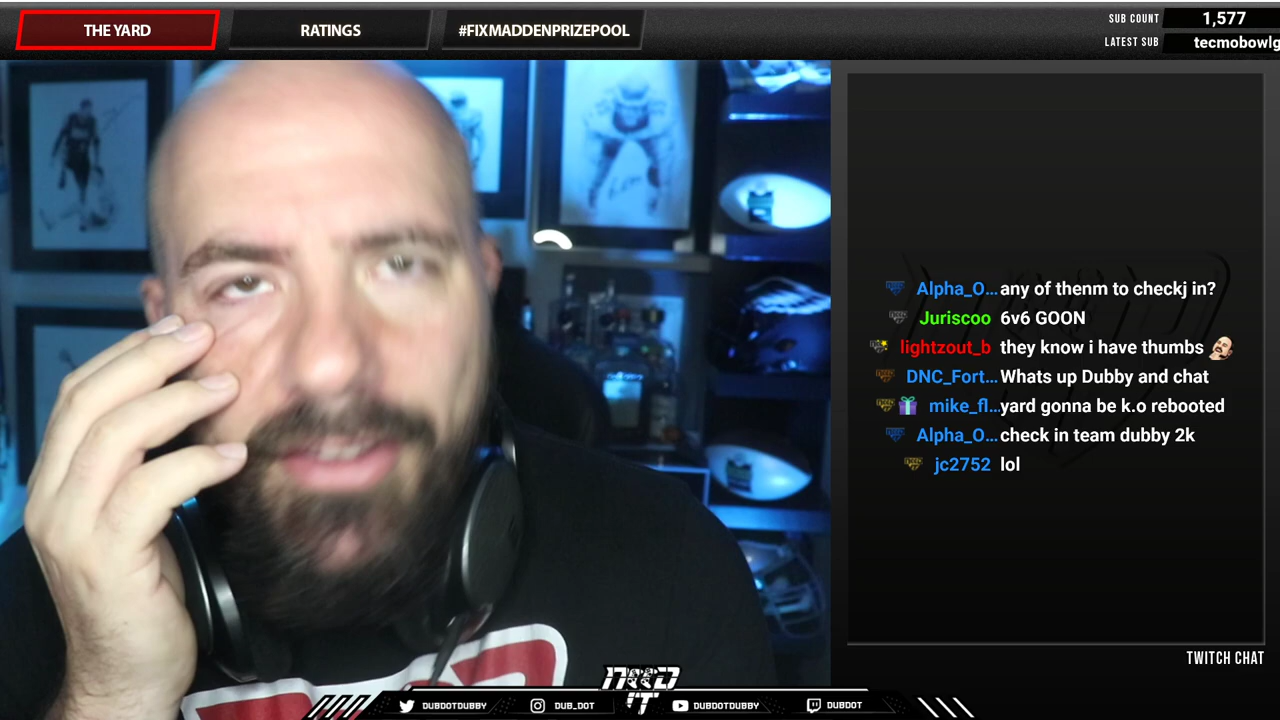 THE YARD
RATINGS
#FIXMADDENPRIZEPOOL
SUB COUNT 1,577
LATEST SUB tecmobowlg
Alpha_O... any of thenm to checkj in?
Juriscoo 6v6 GOON
lightzout_b they know i have thumbs
DNC_Fort... Whats up Dubby and chat
mike_fl... yard gonna be k.o rebooted
Alpha_O... check in team dubby 2k
jc2752 lol
TWITCH CHAT
IT
DUBDOTDUBBY
DUB_DOT
DUBDOTDUBBY
DUBDOT